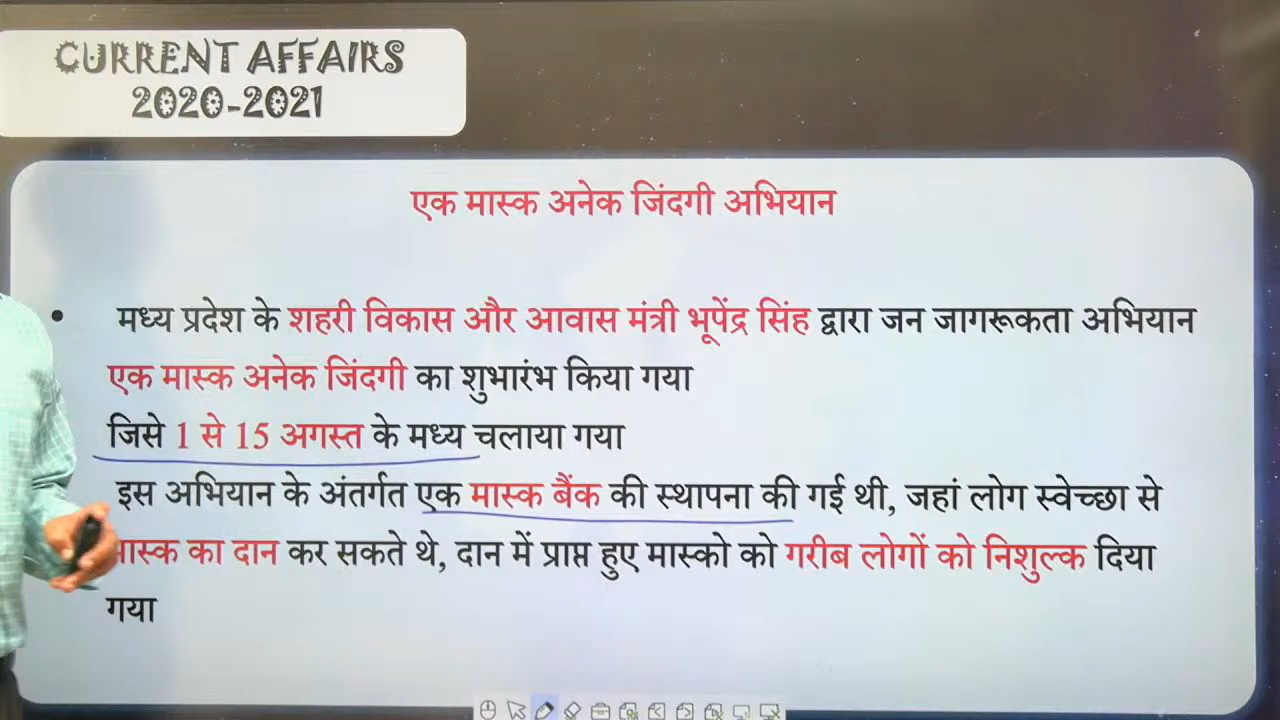 CURRENT AFFAIRS
2020-2021
एक मास्क अनेक जिंदगी अभियान
• मध्य प्रदेश के शहरी विकास और आवास मंत्री भूपेंद्र सिंह द्वारा जन जागरूकता अभियान
एक मास्क अनेक जिंदगी का शुभारंभ किया गया
जिसे 1 से 15 अगस्त के मध्य चलाया गया
इस अभियान के अंतर्गत एक मास्क बैंक की स्थापना की गई थी, जहां लोग स्वेच्छा से
मास्क का दान कर सकते थे, दान में प्राप्त हुए मास्को को गरीब लोगों को निशुल्क दिया
गया